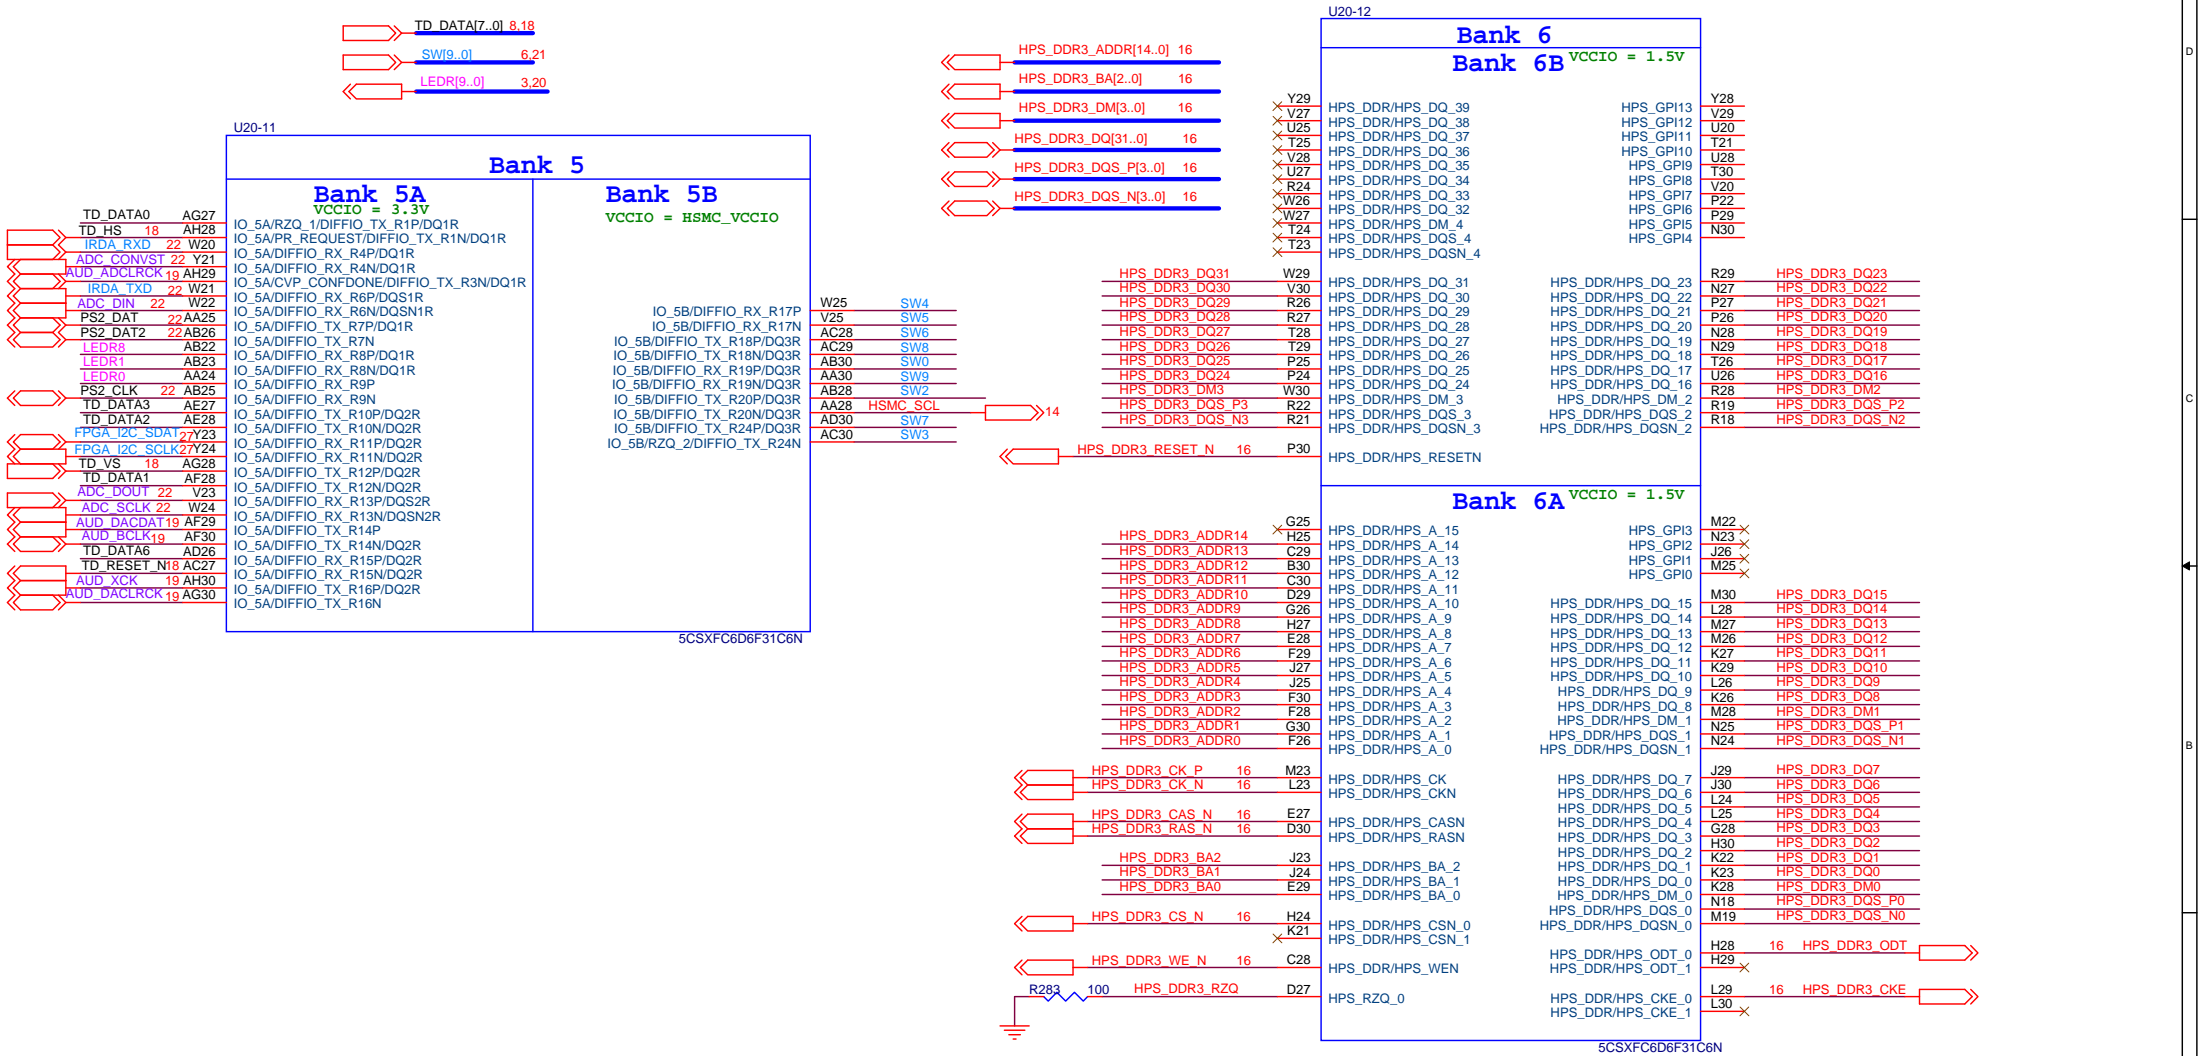 TD_DATA[7..0] 8,18
SW[9..0] 6,21
LEDR[9..0] 3,20
U20-11
Bank 5
Bank 5A
VCCIO = 3.3V
Bank 5B
VCCIO = HSMC_VCCIO
TD_DATA0 AG27 IO_5A/RZQ_1/DIFFIO_TX_R1P/DQ1R
TD_HS 18 AH28 IO_5A/PR_REQUEST/DIFFIO_TX_R1N/DQ1R
IRDA_RXD 22 W20 IO_5A/DIFFIO_RX_R4P/DQ1R
ADC_CONVST 22 Y21 IO_5A/DIFFIO_RX_R4N/DQ1R
AUD_ADCLRCK 19 AH29 IO_5A/CVP_CONFDONE/DIFFIO_TX_R3N/DQ1R
IRDA_TXD 22 W21 IO_5A/DIFFIO_RX_R6P/DQS1R
ADC_DIN 22 W22 IO_5A/DIFFIO_RX_R6N/DQSN1R
PS2_DAT 22 AA25 IO_5A/DIFFIO_TX_R7P/DQ1R
PS2_DAT2 22 AB26 IO_5A/DIFFIO_TX_R7N
LEDR8 AB22 IO_5A/DIFFIO_RX_R8P/DQ1R
LEDR1 AB23 IO_5A/DIFFIO_RX_R8N/DQ1R
LEDR0 AA24 IO_5A/DIFFIO_RX_R9P
PS2_CLK 22 AB25 IO_5A/DIFFIO_RX_R9N
TD_DATA3 AE27 IO_5A/DIFFIO_TX_R10P/DQ2R
TD_DATA2 AE28 IO_5A/DIFFIO_TX_R10N/DQ2R
FPGA_I2C_SDAT 27 Y23 IO_5A/DIFFIO_RX_R11P/DQ2R
FPGA_I2C_SCLK 27 Y24 IO_5A/DIFFIO_RX_R11N/DQ2R
TD_VS 18 AG28 IO_5A/DIFFIO_TX_R12P/DQ2R
TD_DATA1 AF28 IO_5A/DIFFIO_TX_R12N/DQ2R
ADC_DOUT 22 V23 IO_5A/DIFFIO_RX_R13P/DQS2R
ADC_SCLK 22 W24 IO_5A/DIFFIO_RX_R13N/DQSN2R
AUD_DACDAT 19 AF29 IO_5A/DIFFIO_TX_R14P
AUD_BCLK 19 AF30 IO_5A/DIFFIO_TX_R14N/DQ2R
TD_DATA6 AD26 IO_5A/DIFFIO_RX_R15P/DQ2R
TD_RESET_N 18 AC27 IO_5A/DIFFIO_RX_R15N/DQ2R
AUD_XCK 19 AH30 IO_5A/DIFFIO_TX_R16P/DQ2R
AUD_DACLRCK 19 AG30 IO_5A/DIFFIO_TX_R16N
IO_5B/DIFFIO_RX_R17P W25 SW4
IO_5B/DIFFIO_RX_R17N V25 SW5
IO_5B/DIFFIO_TX_R18P/DQ3R AC28 SW6
IO_5B/DIFFIO_TX_R18N/DQ3R AC29 SW8
IO_5B/DIFFIO_RX_R19P/DQ3R AB30 SW0
IO_5B/DIFFIO_RX_R19N/DQ3R AA30 SW9
IO_5B/DIFFIO_TX_R20P/DQ3R AB28 SW2
IO_5B/DIFFIO_TX_R20N/DQ3R AA28 HSMC_SCL 14
IO_5B/DIFFIO_TX_R24P/DQ3R AD30 SW7
IO_5B/RZQ_2/DIFFIO_TX_R24N AC30 SW3
5CSXFC6D6F31C6N
HPS_DDR3_ADDR[14..0] 16
HPS_DDR3_BA[2..0] 16
HPS_DDR3_DM[3..0] 16
HPS_DDR3_DQ[31..0] 16
HPS_DDR3_DQS_P[3..0] 16
HPS_DDR3_DQS_N[3..0] 16
U20-12
Bank 6
Bank 6B VCCIO = 1.5V
Y29 HPS_DDR/HPS_DQ_39 HPS_GPI13 Y28
V27 HPS_DDR/HPS_DQ_38 HPS_GPI12 V29
U25 HPS_DDR/HPS_DQ_37 HPS_GPI11 U20
T25 HPS_DDR/HPS_DQ_36 HPS_GPI10 T21
V28 HPS_DDR/HPS_DQ_35 HPS_GPI9 U28
U27 HPS_DDR/HPS_DQ_34 HPS_GPI8 T30
R24 HPS_DDR/HPS_DQ_33 HPS_GPI7 V20
W26 HPS_DDR/HPS_DQ_32 HPS_GPI6 P22
W27 HPS_DDR/HPS_DM_4 HPS_GPI5 P29
T24 HPS_DDR/HPS_DQS_4 HPS_GPI4 N30
T23 HPS_DDR/HPS_DQSN_4
HPS_DDR3_DQ31 W29 HPS_DDR/HPS_DQ_31 HPS_DDR/HPS_DQ_23 R29 HPS_DDR3_DQ23
HPS_DDR3_DQ30 V30 HPS_DDR/HPS_DQ_30 HPS_DDR/HPS_DQ_22 N27 HPS_DDR3_DQ22
HPS_DDR3_DQ29 R26 HPS_DDR/HPS_DQ_29 HPS_DDR/HPS_DQ_21 P27 HPS_DDR3_DQ21
HPS_DDR3_DQ28 R27 HPS_DDR/HPS_DQ_28 HPS_DDR/HPS_DQ_20 P26 HPS_DDR3_DQ20
HPS_DDR3_DQ27 T28 HPS_DDR/HPS_DQ_27 HPS_DDR/HPS_DQ_19 N28 HPS_DDR3_DQ19
HPS_DDR3_DQ26 T29 HPS_DDR/HPS_DQ_26 HPS_DDR/HPS_DQ_18 N29 HPS_DDR3_DQ18
HPS_DDR3_DQ25 P25 HPS_DDR/HPS_DQ_25 HPS_DDR/HPS_DQ_17 T26 HPS_DDR3_DQ17
HPS_DDR3_DQ24 P24 HPS_DDR/HPS_DQ_24 HPS_DDR/HPS_DQ_16 U26 HPS_DDR3_DQ16
HPS_DDR3_DM3 W30 HPS_DDR/HPS_DM_3 HPS_DDR/HPS_DM_2 R28 HPS_DDR3_DM2
HPS_DDR3_DQS_P3 R22 HPS_DDR/HPS_DQS_3 HPS_DDR/HPS_DQS_2 R19 HPS_DDR3_DQS_P2
HPS_DDR3_DQS_N3 R21 HPS_DDR/HPS_DQSN_3 HPS_DDR/HPS_DQSN_2 R18 HPS_DDR3_DQS_N2
HPS_DDR3_RESET_N 16 P30 HPS_DDR/HPS_RESETN
Bank 6A VCCIO = 1.5V
G25 HPS_DDR/HPS_A_15 HPS_GPI3 M22
HPS_DDR3_ADDR14 H25 HPS_DDR/HPS_A_14 HPS_GPI2 N23
HPS_DDR3_ADDR13 C29 HPS_DDR/HPS_A_13 HPS_GPI1 J26
HPS_DDR3_ADDR12 B30 HPS_DDR/HPS_A_12 HPS_GPI0 M25
HPS_DDR3_ADDR11 C30 HPS_DDR/HPS_A_11
HPS_DDR3_ADDR10 D29 HPS_DDR/HPS_A_10 HPS_DDR/HPS_DQ_15 M30 HPS_DDR3_DQ15
HPS_DDR3_ADDR9 G26 HPS_DDR/HPS_A_9 HPS_DDR/HPS_DQ_14 L28 HPS_DDR3_DQ14
HPS_DDR3_ADDR8 H27 HPS_DDR/HPS_A_8 HPS_DDR/HPS_DQ_13 M27 HPS_DDR3_DQ13
HPS_DDR3_ADDR7 E28 HPS_DDR/HPS_A_7 HPS_DDR/HPS_DQ_12 M26 HPS_DDR3_DQ12
HPS_DDR3_ADDR6 F29 HPS_DDR/HPS_A_6 HPS_DDR/HPS_DQ_11 K27 HPS_DDR3_DQ11
HPS_DDR3_ADDR5 J27 HPS_DDR/HPS_A_5 HPS_DDR/HPS_DQ_10 K29 HPS_DDR3_DQ10
HPS_DDR3_ADDR4 J25 HPS_DDR/HPS_A_4 HPS_DDR/HPS_DQ_9 L26 HPS_DDR3_DQ9
HPS_DDR3_ADDR3 F30 HPS_DDR/HPS_A_3 HPS_DDR/HPS_DQ_8 K26 HPS_DDR3_DQ8
HPS_DDR3_ADDR2 F28 HPS_DDR/HPS_A_2 HPS_DDR/HPS_DM_1 M28 HPS_DDR3_DM1
HPS_DDR3_ADDR1 G30 HPS_DDR/HPS_A_1 HPS_DDR/HPS_DQS_1 N25 HPS_DDR3_DQS_P1
HPS_DDR3_ADDR0 F26 HPS_DDR/HPS_A_0 HPS_DDR/HPS_DQSN_1 N24 HPS_DDR3_DQS_N1
HPS_DDR3_CK_P 16 M23 HPS_DDR/HPS_CK HPS_DDR/HPS_DQ_7 J29 HPS_DDR3_DQ7
HPS_DDR3_CK_N 16 L23 HPS_DDR/HPS_CKN HPS_DDR/HPS_DQ_6 J30 HPS_DDR3_DQ6
HPS_DDR/HPS_DQ_5 L24 HPS_DDR3_DQ5
HPS_DDR3_CAS_N 16 E27 HPS_DDR/HPS_CASN HPS_DDR/HPS_DQ_4 L25 HPS_DDR3_DQ4
HPS_DDR3_RAS_N 16 D30 HPS_DDR/HPS_RASN HPS_DDR/HPS_DQ_3 G28 HPS_DDR3_DQ3
HPS_DDR/HPS_DQ_2 H30 HPS_DDR3_DQ2
HPS_DDR3_BA2 J23 HPS_DDR/HPS_BA_2 HPS_DDR/HPS_DQ_1 K22 HPS_DDR3_DQ1
HPS_DDR3_BA1 J24 HPS_DDR/HPS_BA_1 HPS_DDR/HPS_DQ_0 K23 HPS_DDR3_DQ0
HPS_DDR3_BA0 E29 HPS_DDR/HPS_BA_0 HPS_DDR/HPS_DM_0 K28 HPS_DDR3_DM0
HPS_DDR/HPS_DQS_0 N18 HPS_DDR3_DQS_P0
HPS_DDR3_CS_N 16 H24 HPS_DDR/HPS_CSN_0 HPS_DDR/HPS_DQSN_0 M19 HPS_DDR3_DQS_N0
K21 HPS_DDR/HPS_CSN_1
HPS_DDR/HPS_ODT_0 H28 16 HPS_DDR3_ODT
HPS_DDR3_WE_N 16 C28 HPS_DDR/HPS_WEN HPS_DDR/HPS_ODT_1 H29
R283 100 HPS_DDR3_RZQ D27 HPS_RZQ_0 HPS_DDR/HPS_CKE_0 L29 16 HPS_DDR3_CKE
HPS_DDR/HPS_CKE_1 L30
5CSXFC6D6F31C6N
D
C
B